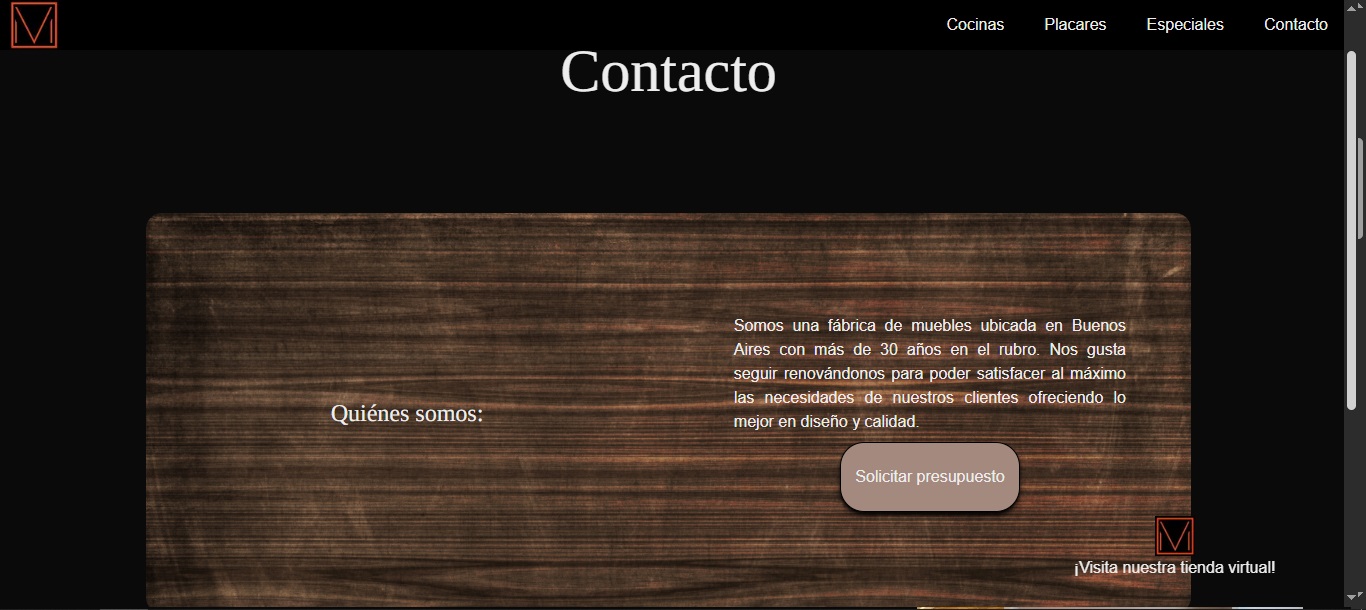 Cocinas Placares Especiales Contacto
Contacto
Quiénes somos:
Somos una fábrica de muebles ubicada en Buenos
Aires con más de 30 años en el rubro. Nos gusta
seguir renovándonos para poder satisfacer al máximo
las necesidades de nuestros clientes ofreciendo lo
mejor en diseño y calidad.
Solicitar presupuesto
¡Visita nuestra tienda virtual!